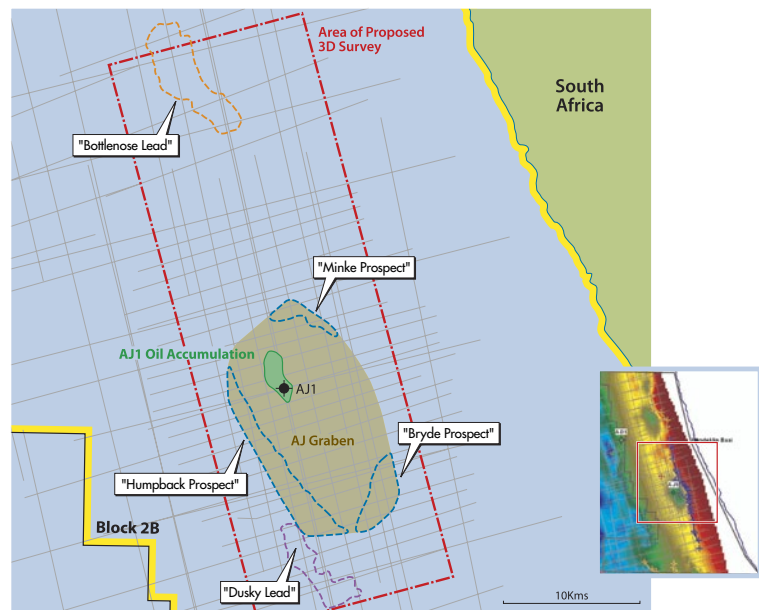 Area of Proposed
3D Survey
South
Africa
"Bottlenose Lead"
"Minke Prospect"
AJ1 Oil Accumulation
AJ1
AJ Graben
"Bryde Prospect"
"Humpback Prospect"
Block 2B
"Dusky Lead"
10Kms